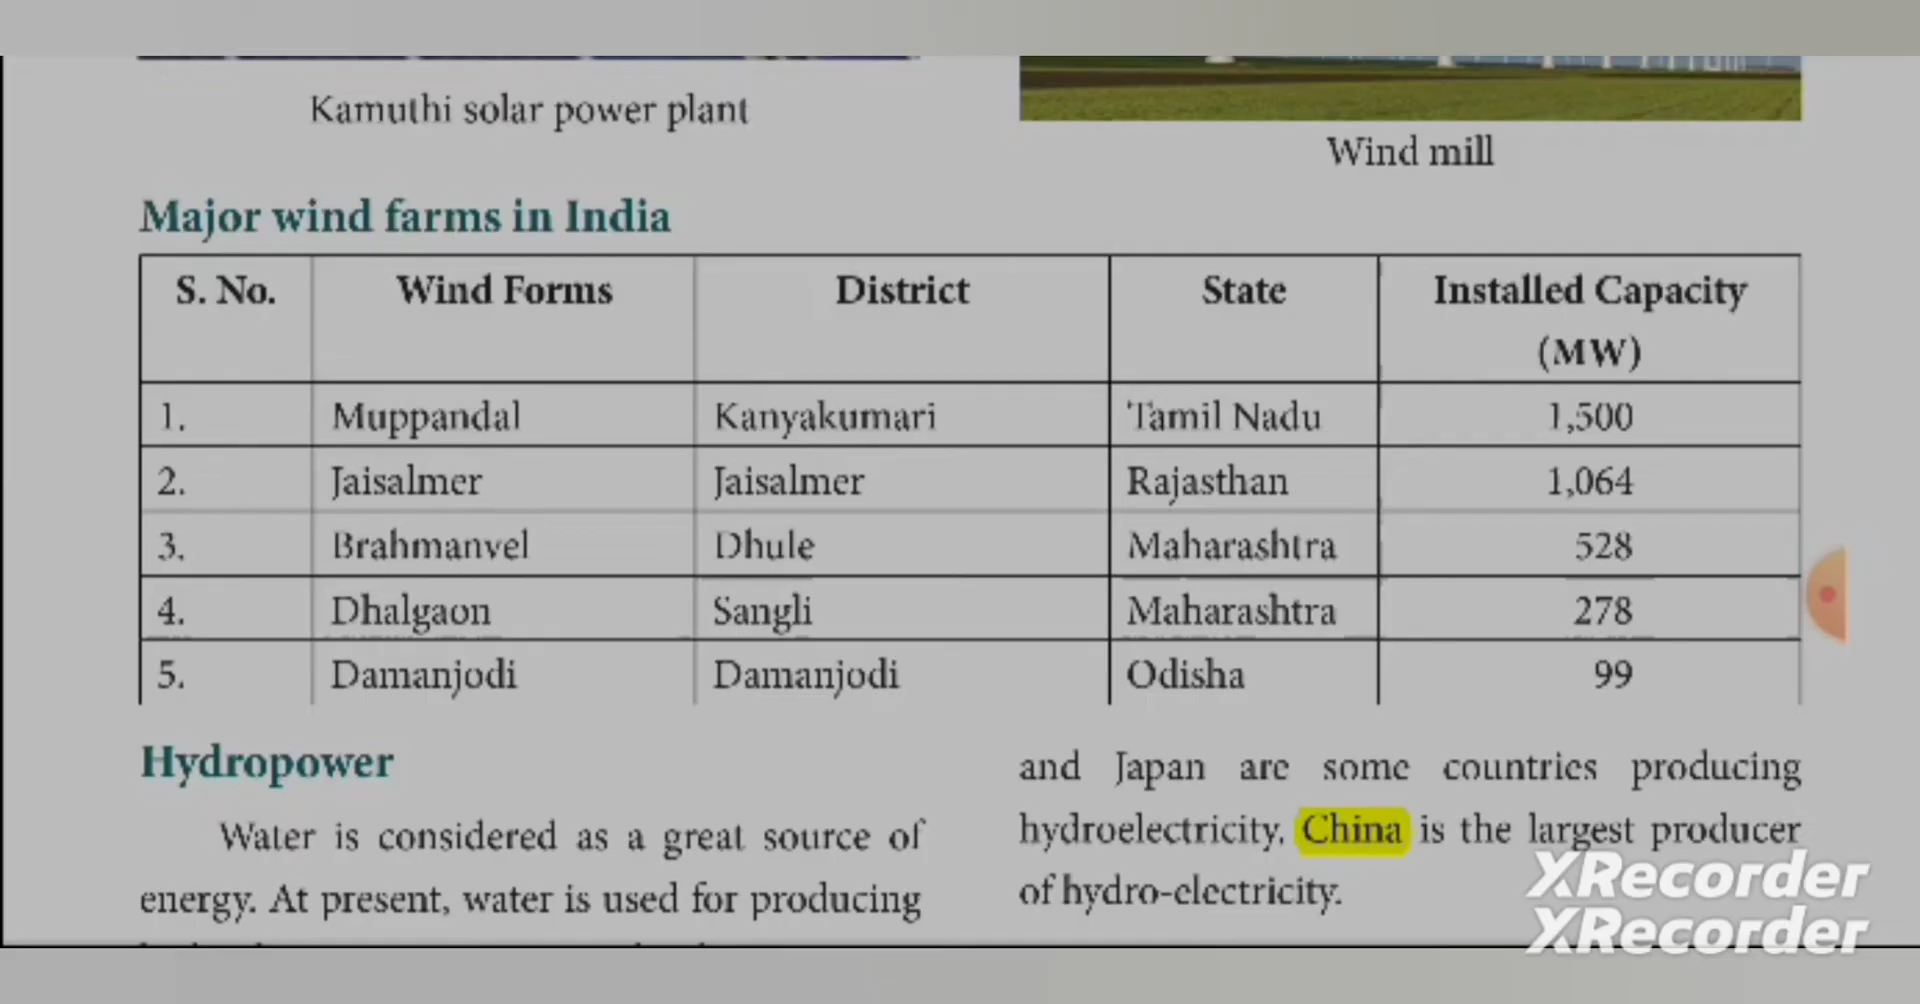 Kamuthi solar power plant
Wind mill
Major wind farms in India
S. No. Wind Forms District State Installed Capacity (MW)
1. Muppandal Kanyakumari Tamil Nadu 1,500
2. Jaisalmer Jaisalmer Rajasthan 1,064
3. Brahmanvel Dhule Maharashtra 528
4. Dhalgaon Sangli Maharashtra 278
5. Damanjodi Damanjodi Odisha 99
Hydropower
Water is considered as a great source of
energy. At present, water is used for producing
and Japan are some countries producing
hydroelectricity. China is the largest producer
of hydro-electricity.
XRecorder
XRecorder